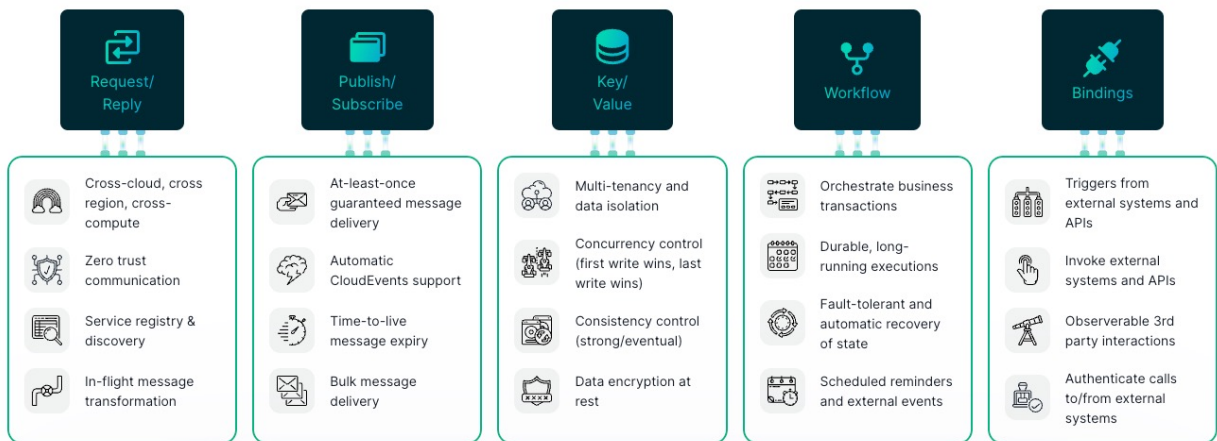 Request/
Reply
Cross-cloud, cross
region, cross-
compute
Zero trust
communication
Service registry &
discovery
In-flight message
transformation
Publish/
Subscribe
At-least-once
guaranteed message
delivery
Automatic
CloudEvents support
Time-to-live
message expiry
Bulk message
delivery
Key/
Value
Multi-tenancy and
data isolation
Concurrency control
(first write wins, last
write wins)
Consistency control
(strong/eventual)
Data encryption at
rest
Workflow
Orchestrate business
transactions
Durable, long-
running executions
Fault-tolerant and
automatic recovery
of state
Scheduled reminders
and external events
Bindings
Triggers from
external systems and
APIs
Invoke external
systems and APIs
Observerable 3rd
party interactions
Authenticate calls
to/from external
systems